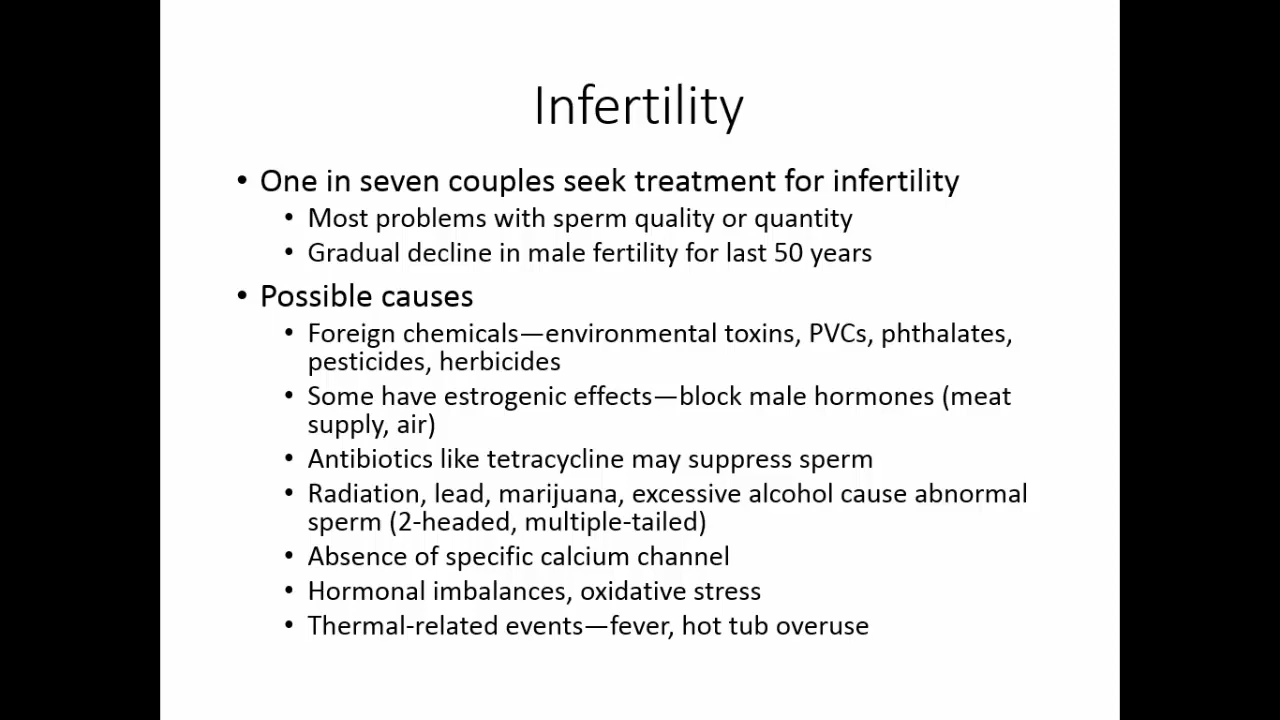 Infertility
• One in seven couples seek treatment for infertility
• Most problems with sperm quality or quantity
• Gradual decline in male fertility for last 50 years
• Possible causes
• Foreign chemicals—environmental toxins, PVCs, phthalates,
pesticides, herbicides
• Some have estrogenic effects—block male hormones (meat
supply, air)
• Antibiotics like tetracycline may suppress sperm
• Radiation, lead, marijuana, excessive alcohol cause abnormal
sperm (2-headed, multiple-tailed)
• Absence of specific calcium channel
• Hormonal imbalances, oxidative stress
• Thermal-related events—fever, hot tub overuse